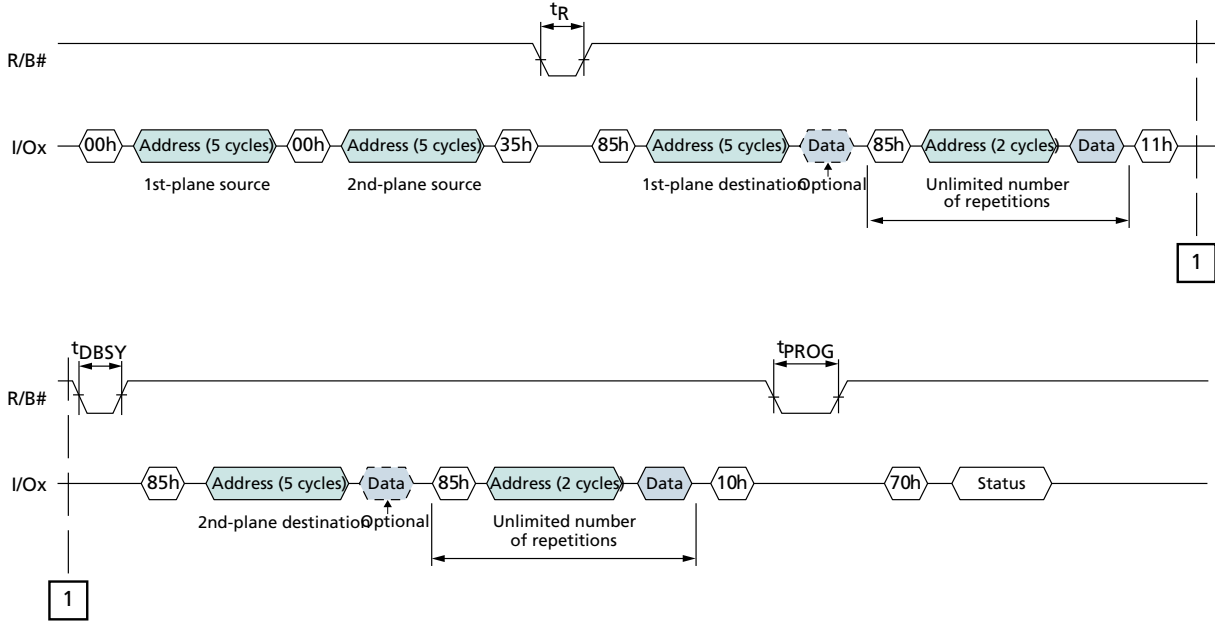 tR
R/B#
I/Ox 00h Address (5 cycles) 00h Address (5 cycles) 35h 85h Address (5 cycles) Data 85h Address (2 cycles) Data 11h
1st-plane source 2nd-plane source 1st-plane destination Optional Unlimited number
of repetitions
1
tDBSY tPROG
R/B#
I/Ox 85h Address (5 cycles) Data 85h Address (2 cycles) Data 10h 70h Status
2nd-plane destination Optional Unlimited number
of repetitions
1